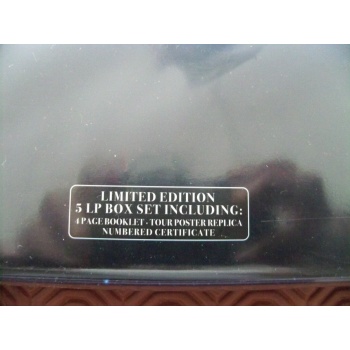 LIMITED EDITION
5 LP BOX SET INCLUDING:
4 PAGE BOOKLET - TOUR POSTER REPLICA
NUMBERED CERTIFICATE